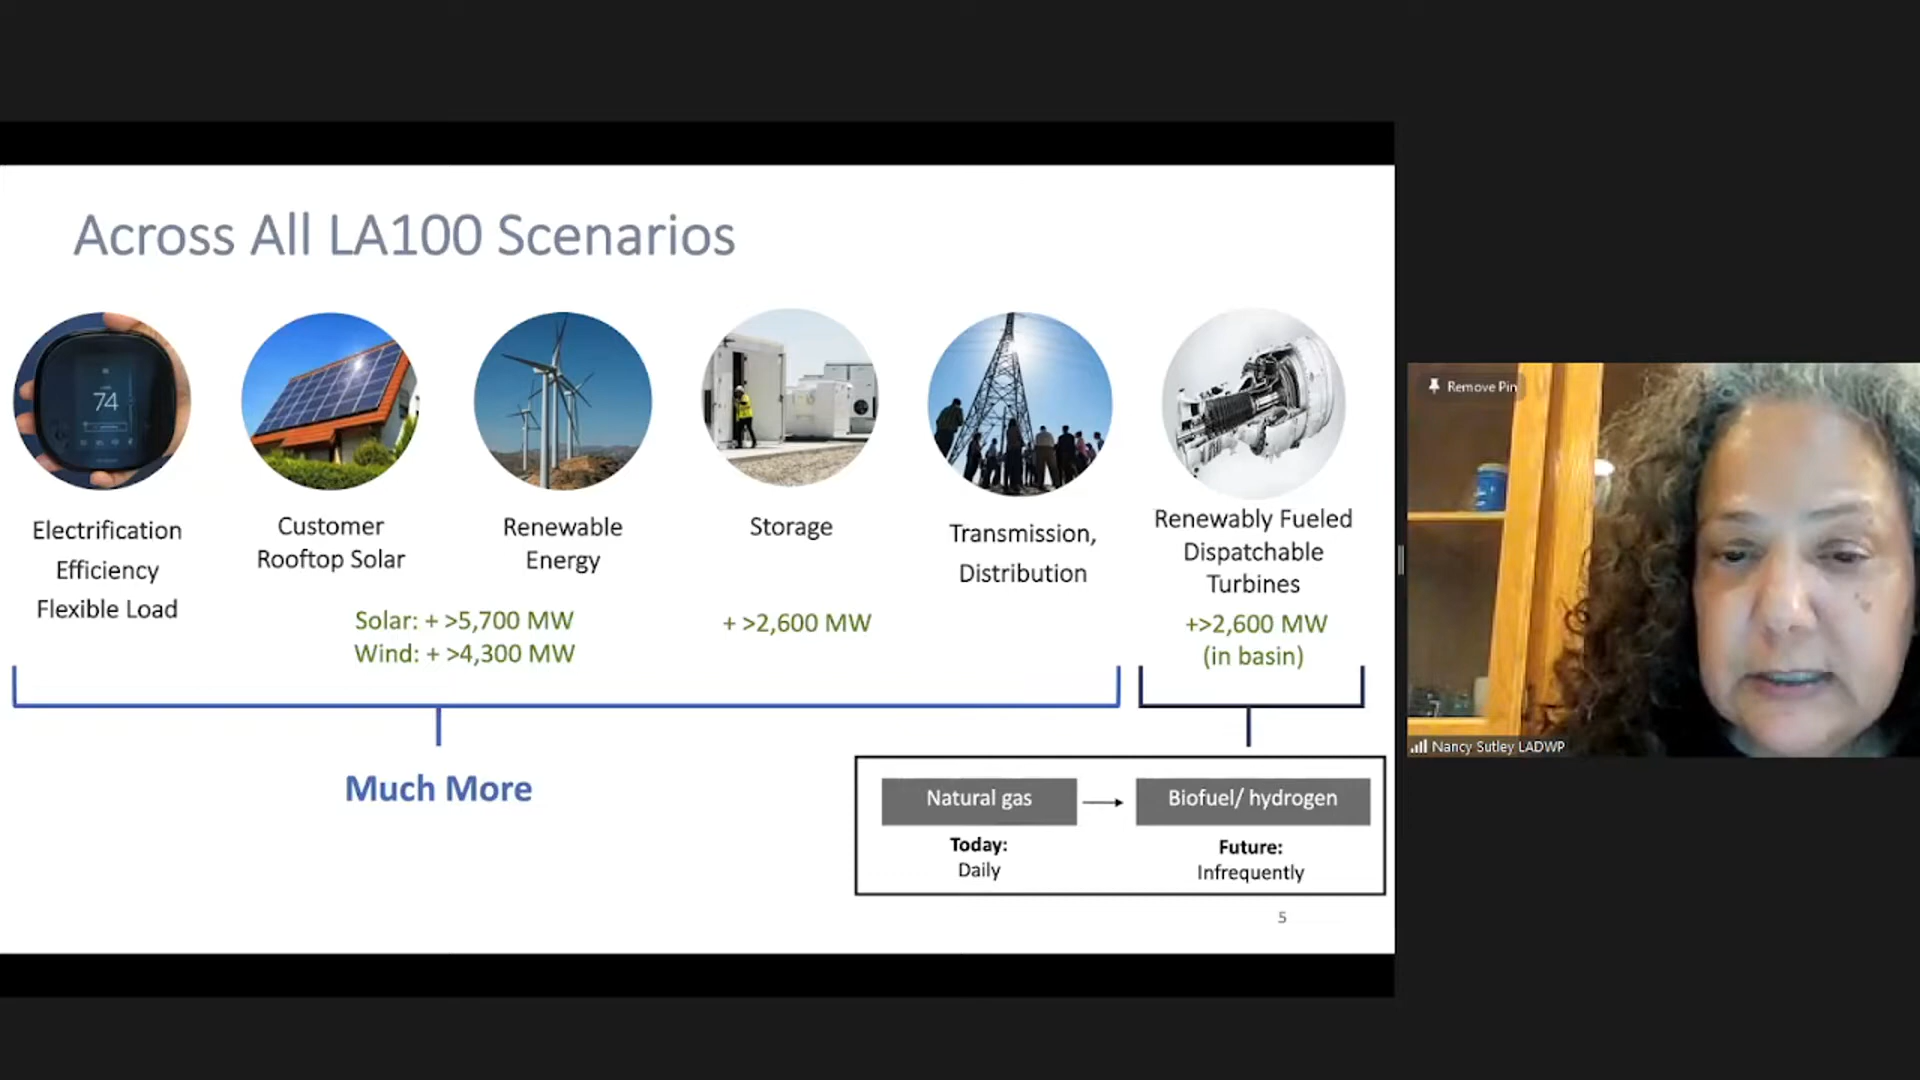 Across All LA100 Scenarios
74
Electrification
Efficiency
Flexible Load
Customer
Rooftop Solar
Renewable
Energy
Solar: + >5,700 MW
Wind: + >4,300 MW
Storage
+ >2,600 MW
Transmission,
Distribution
Renewably Fueled
Dispatchable
Turbines
+>2,600 MW
(in basin)
Much More
Natural gas
Biofuel/ hydrogen
Today:
Daily
Future:
Infrequently
5
Remove Pin
Nancy Sutley LADWP